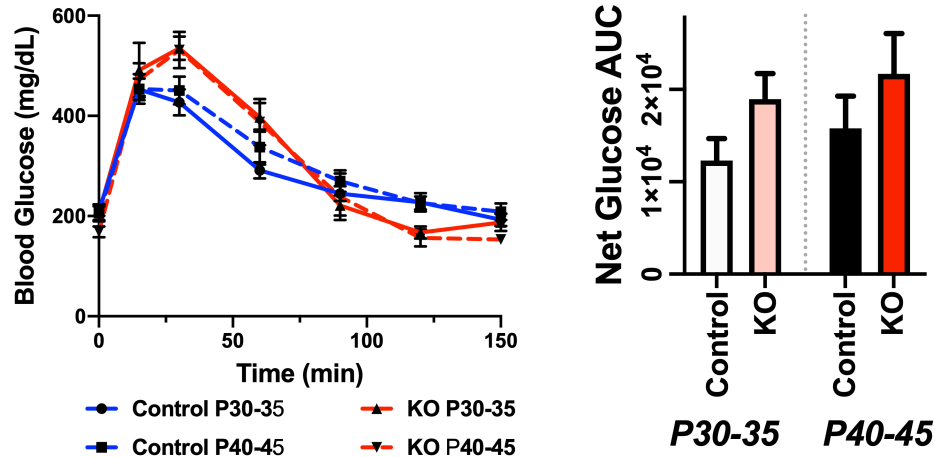 600
400
200
0
Blood Glucose (mg/dL)
0 50 100 150
Time (min)
Control P30-35 KO P30-35
Control P40-45 KO P40-45
Net Glucose AUC
2×10⁴
1×10⁴
0
Control KO Control KO
P30-35 P40-45